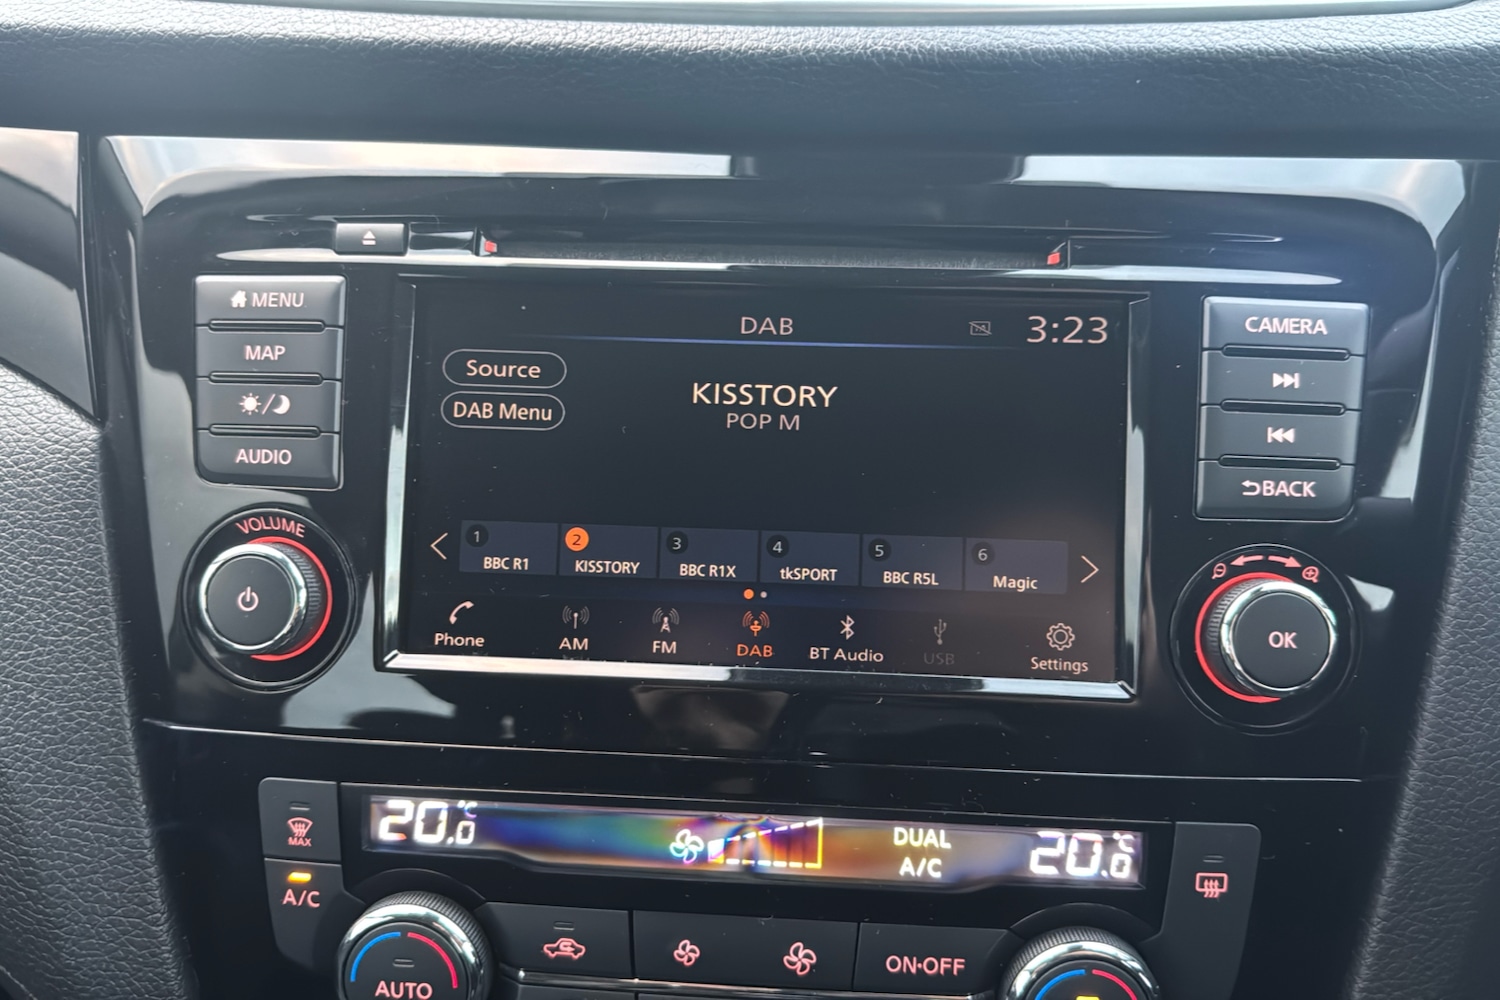 MENU
MAP
AUDIO
VOLUME
DAB
3:23
Source
DAB Menu
KISSTORY
POP M
1
BBC R1
2
KISSTORY
3
BBC R1X
4
tkSPORT
5
BBC R5L
6
Magic
Phone
AM
FM
DAB
BT Audio
USB
Settings
CAMERA
BACK
OK
MAX
A/C
20.0 °C
DUAL
A/C
20.0 °C
AUTO
ON·OFF